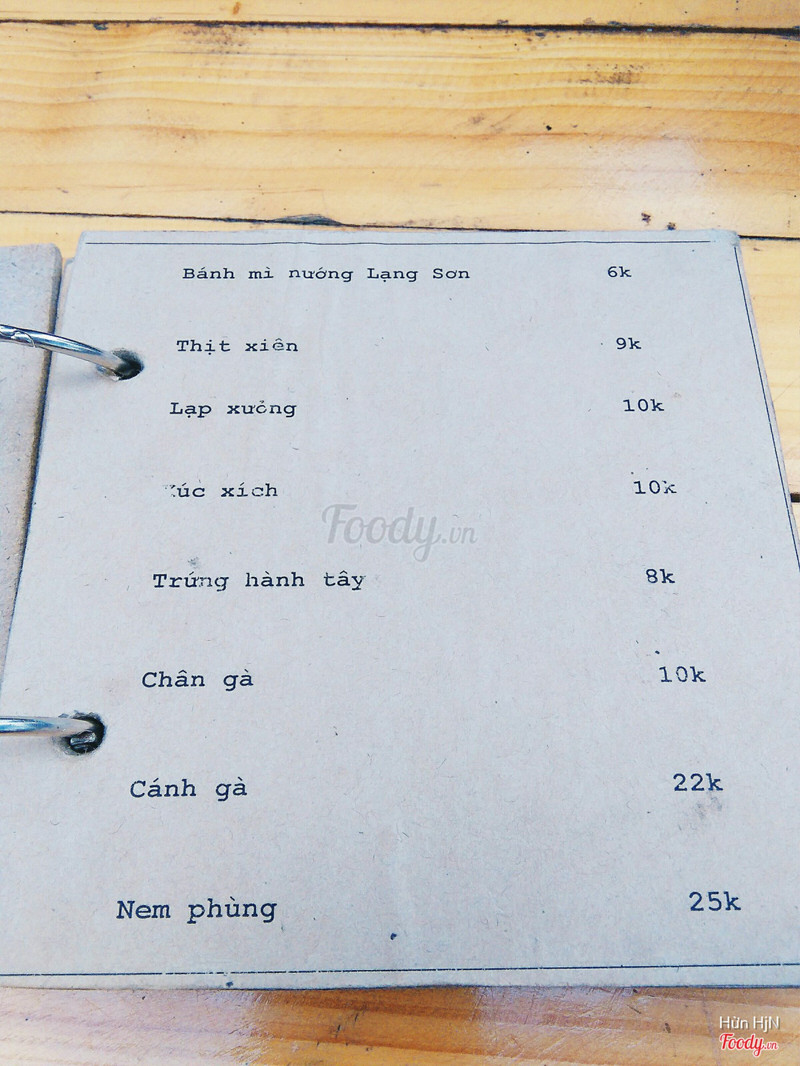 Bánh mì nướng Lạng Sơn 6k
Thịt xiên 9k
Lạp xưởng 10k
Xúc xích 10k
Foody.vn
Trứng hành tây 8k
Chân gà 10k
Cánh gà 22k
Nem phùng 25k
Hùn HjN
Foody.vn